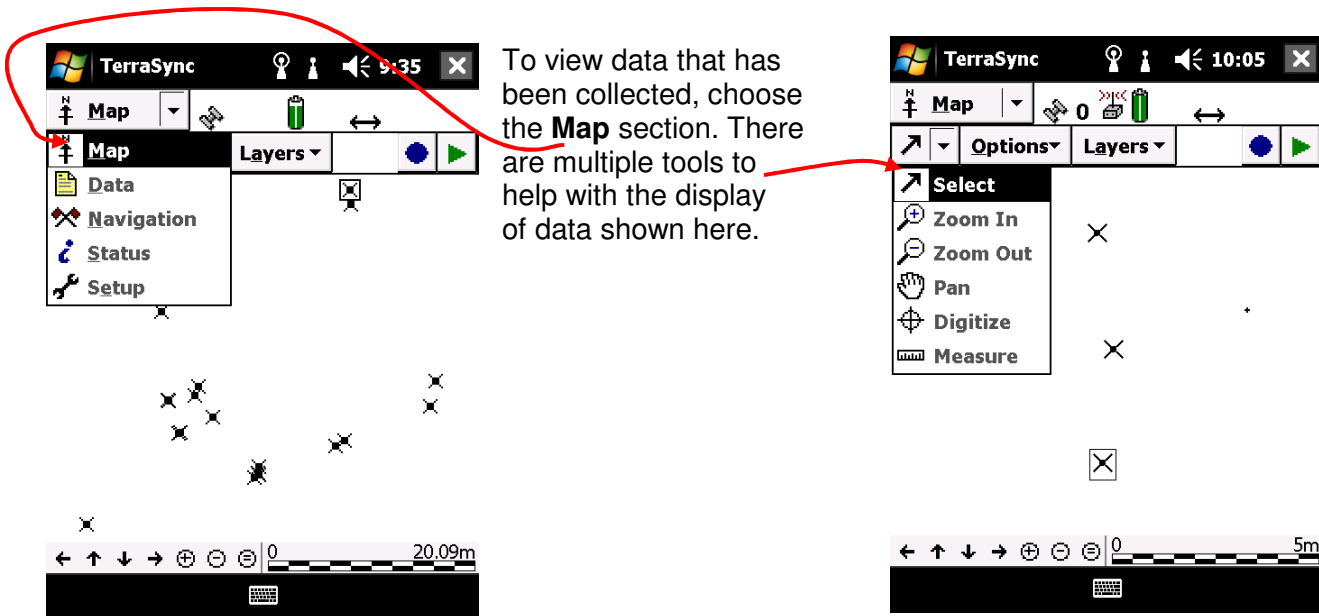 TerraSync 9:35
Map
Map
Layers
Data
Navigation
Status
Setup
0 20.09m
To view data that has
been collected, choose
the Map section. There
are multiple tools to
help with the display
of data shown here.
TerraSync 10:05
Map 0
Options Layers
Select
Zoom In
Zoom Out
Pan
Digitize
Measure
0 5m